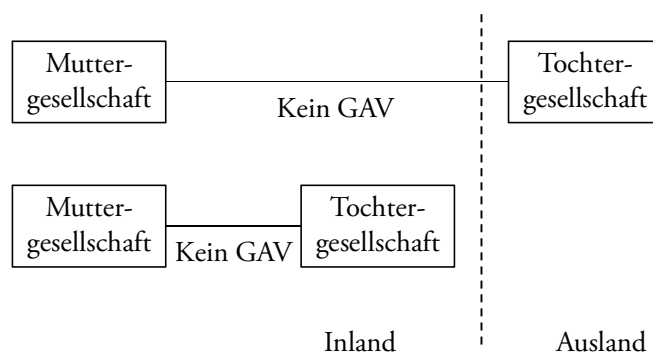 Mutter-
gesellschaft
Kein GAV
Tochter-
gesellschaft
Mutter-
gesellschaft
Kein GAV
Tochter-
gesellschaft
Inland
Ausland